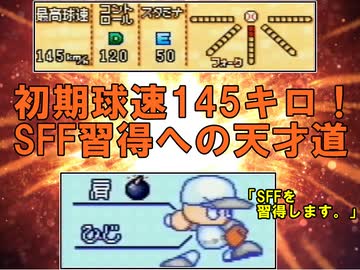 最高球速 コントロール スタミナ
145km/h D 120 E 50
フォーク
初期球速145キロ！
SFF習得への天才道
肩
ひじ
「SFFを
習得します。」